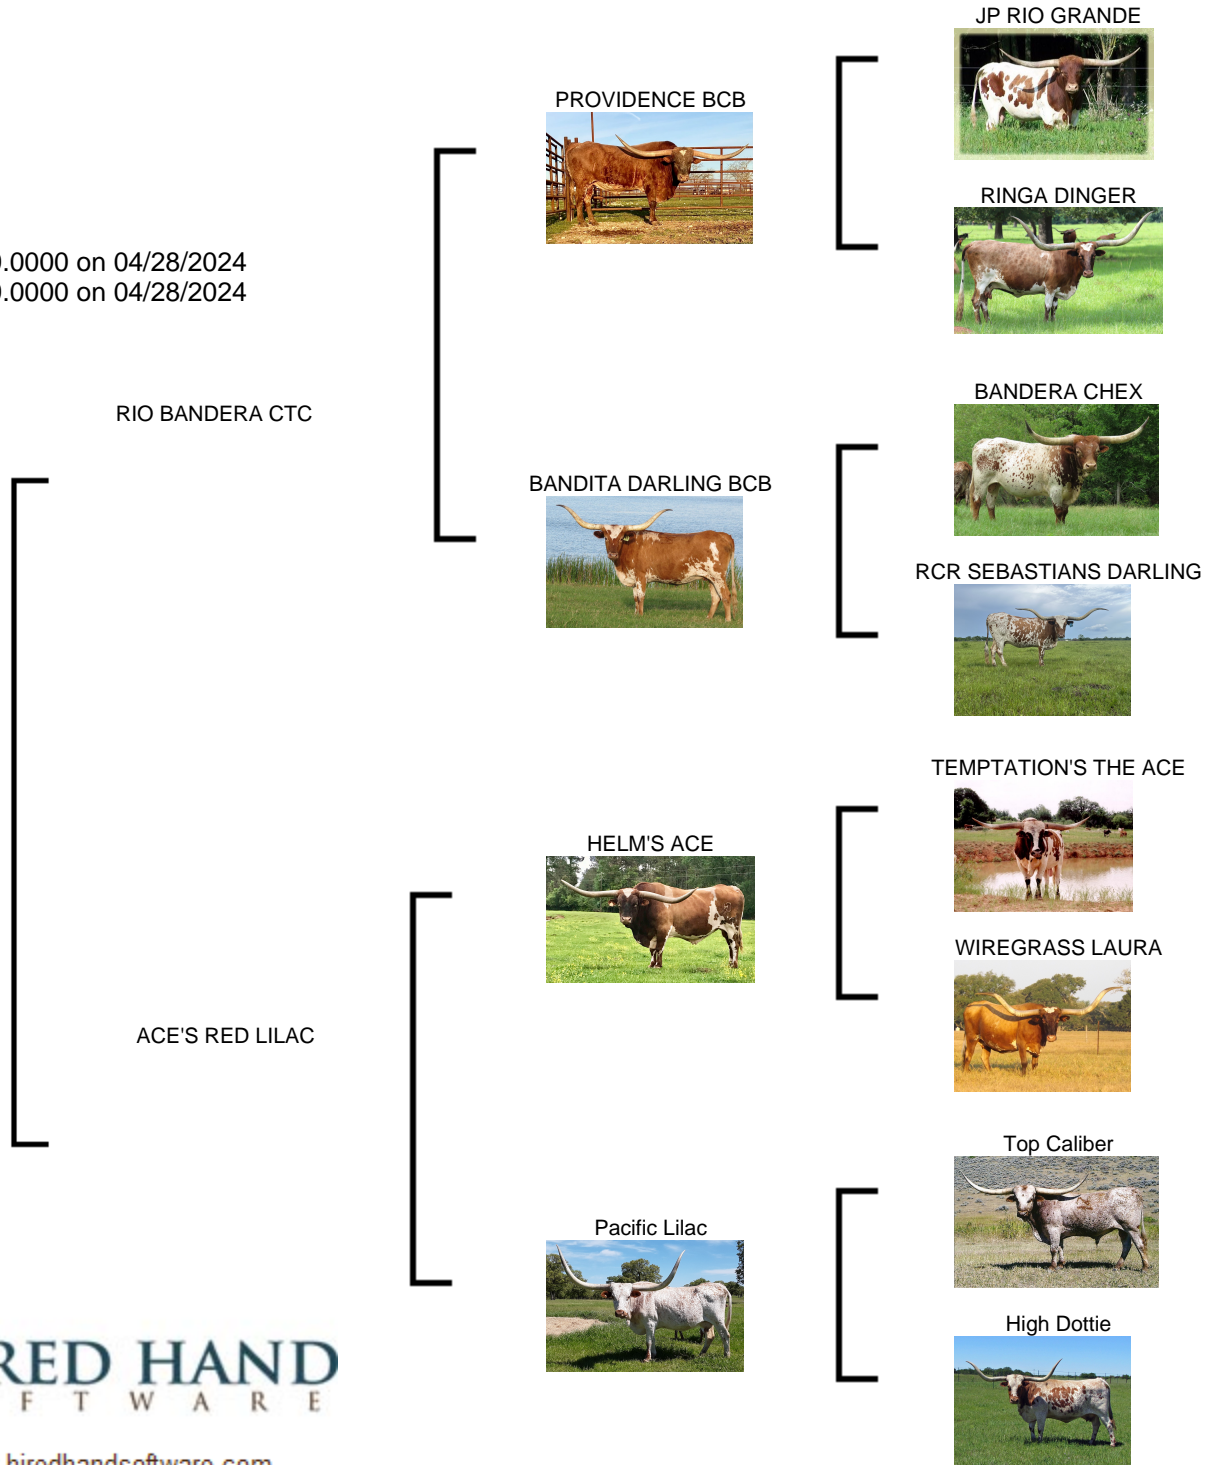 JP RIO GRANDE
PROVIDENCE BCB
RINGA DINGER
.0000 on 04/28/2024
.0000 on 04/28/2024
BANDERA CHEX
RIO BANDERA CTC
BANDITA DARLING BCB
RCR SEBASTIANS DARLING
TEMPTATION'S THE ACE
HELM'S ACE
WIREGRASS LAURA
ACE'S RED LILAC
Top Caliber
Pacific Lilac
High Dottie
RED HAND
F T W A R E
hiredhandsoftware.com